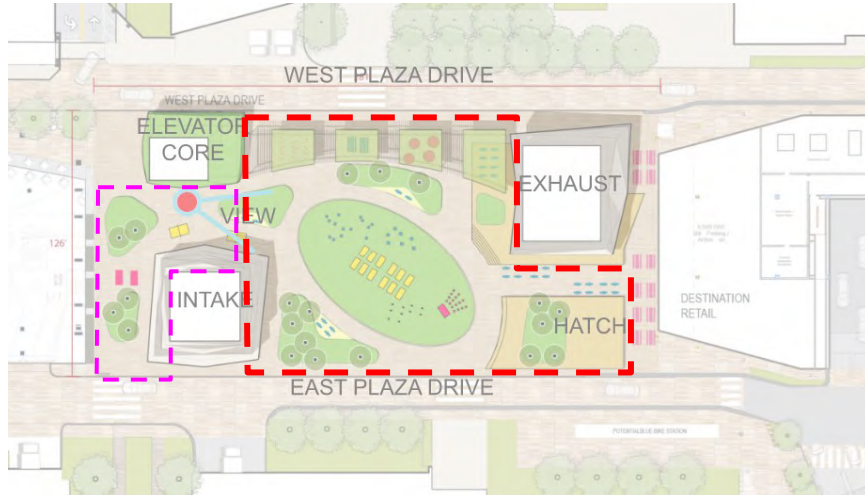 WEST PLAZA DRIVE
WEST PLAZA DRIVE
ELEVATOR
CORE
EXHAUST
VIEW
126'
INTAKE
DESTINATION
RETAIL
HATCH
EAST PLAZA DRIVE
POTENTIAL BIKE STATION